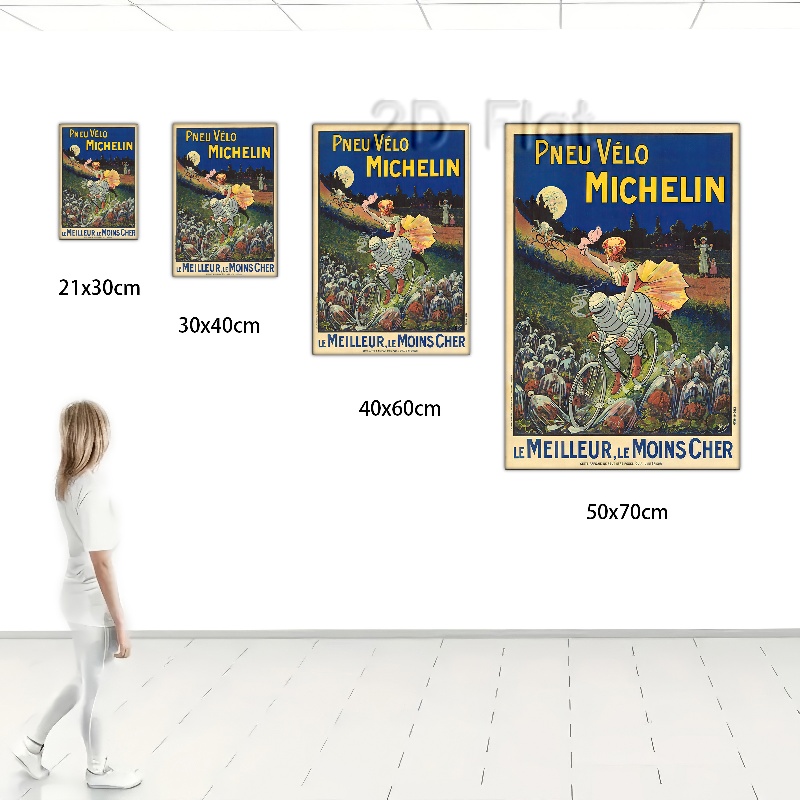 2D Flat
PNEU VÉLO
MICHELIN
LE MEILLEUR, LE MOINS CHER
21x30cm
PNEU VÉLO
MICHELIN
LE MEILLEUR, LE MOINS CHER
30x40cm
PNEU VÉLO
MICHELIN
LE MEILLEUR, LE MOINS CHER
40x60cm
PNEU VÉLO
MICHELIN
LE MEILLEUR, LE MOINS CHER
50x70cm